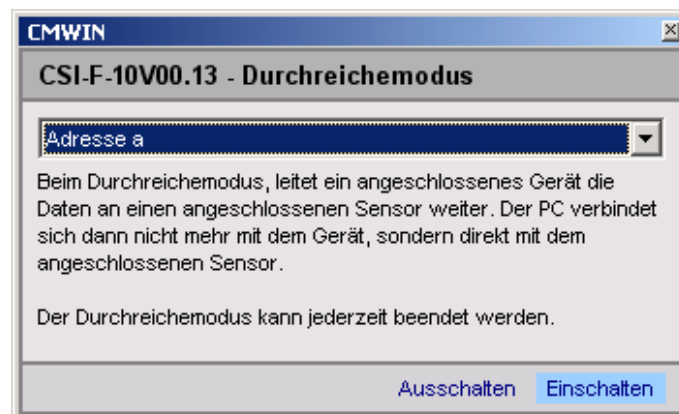 CMWIN
CSI-F-10V00.13 - Durchreichemodus
Adresse a
Beim Durchreichemodus, leitet ein angeschlossenes Gerät die
Daten an einen angeschlossenen Sensor weiter. Der PC verbindet
sich dann nicht mehr mit dem Gerät, sondern direkt mit dem
angeschlossenen Sensor.
Der Durchreichemodus kann jederzeit beendet werden.
Ausschalten Einschalten